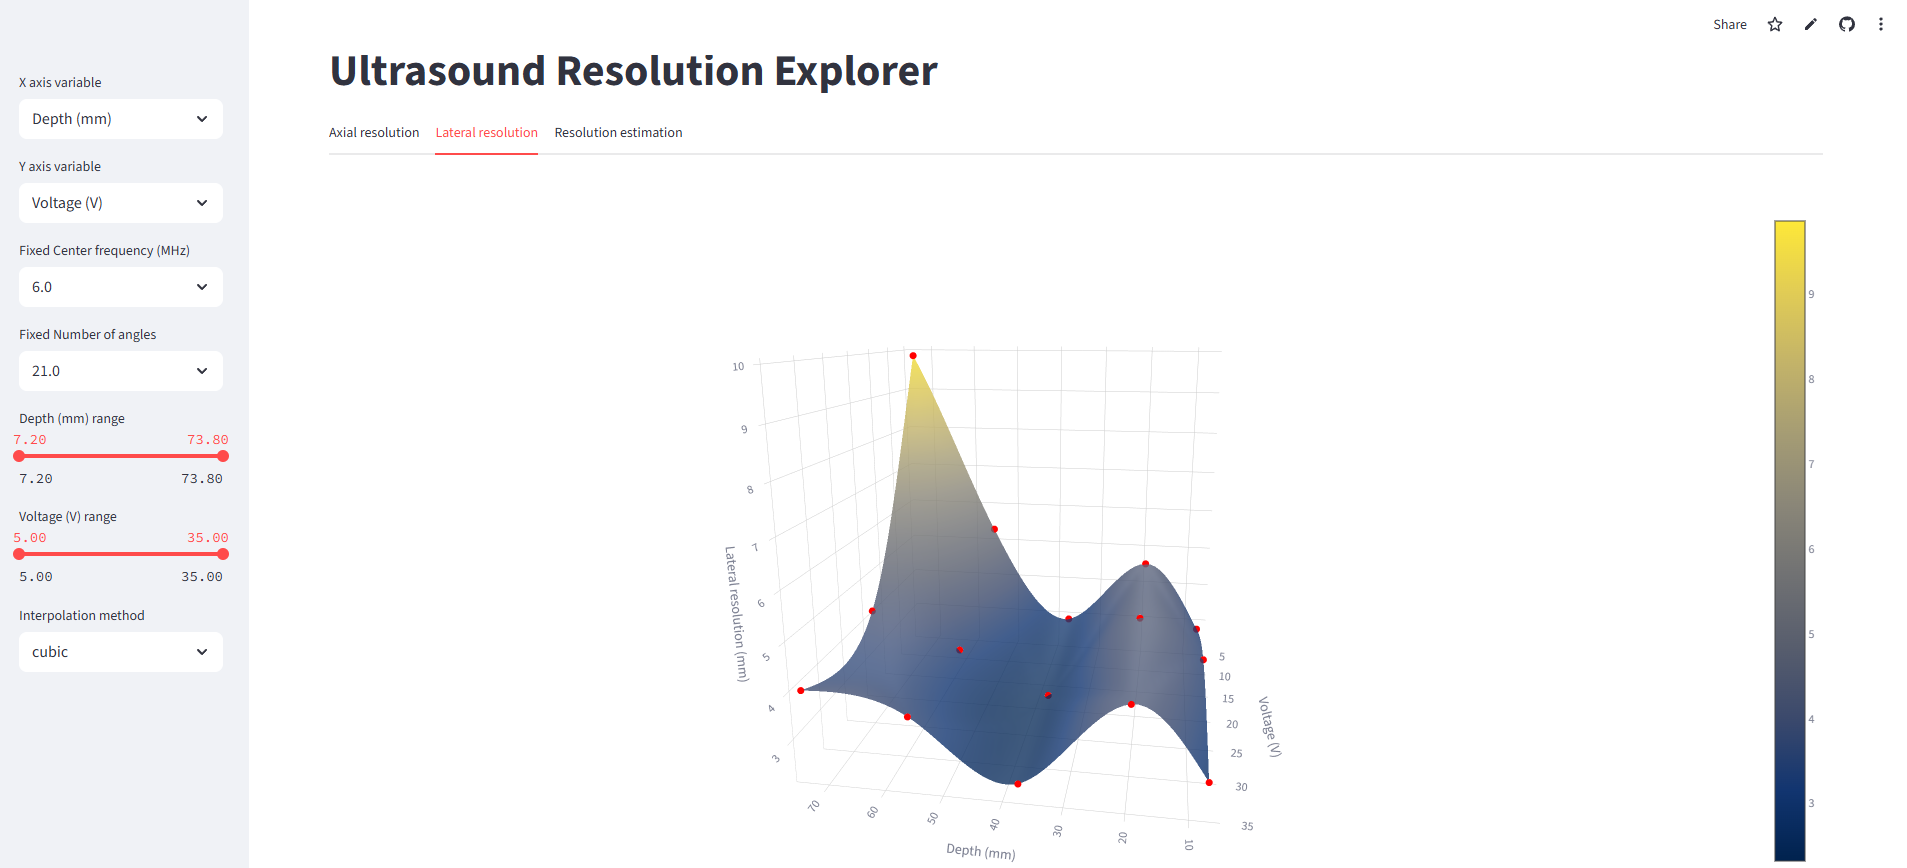 Share
X axis variable
Depth (mm)
Y axis variable
Voltage (V)
Fixed Center frequency (MHz)
6.0
Fixed Number of angles
21.0
Depth (mm) range
7.20 73.80
7.20 73.80
Voltage (V) range
5.00 35.00
5.00 35.00
Interpolation method
cubic
Ultrasound Resolution Explorer
Axial resolution Lateral resolution Resolution estimation
10
9
8
7
6
5
4
3
Lateral resolution (mm)
70
60
50
40
30
20
10
Depth (mm)
5
10
15
20
25
30
35
Voltage (V)
9
8
7
6
5
4
3